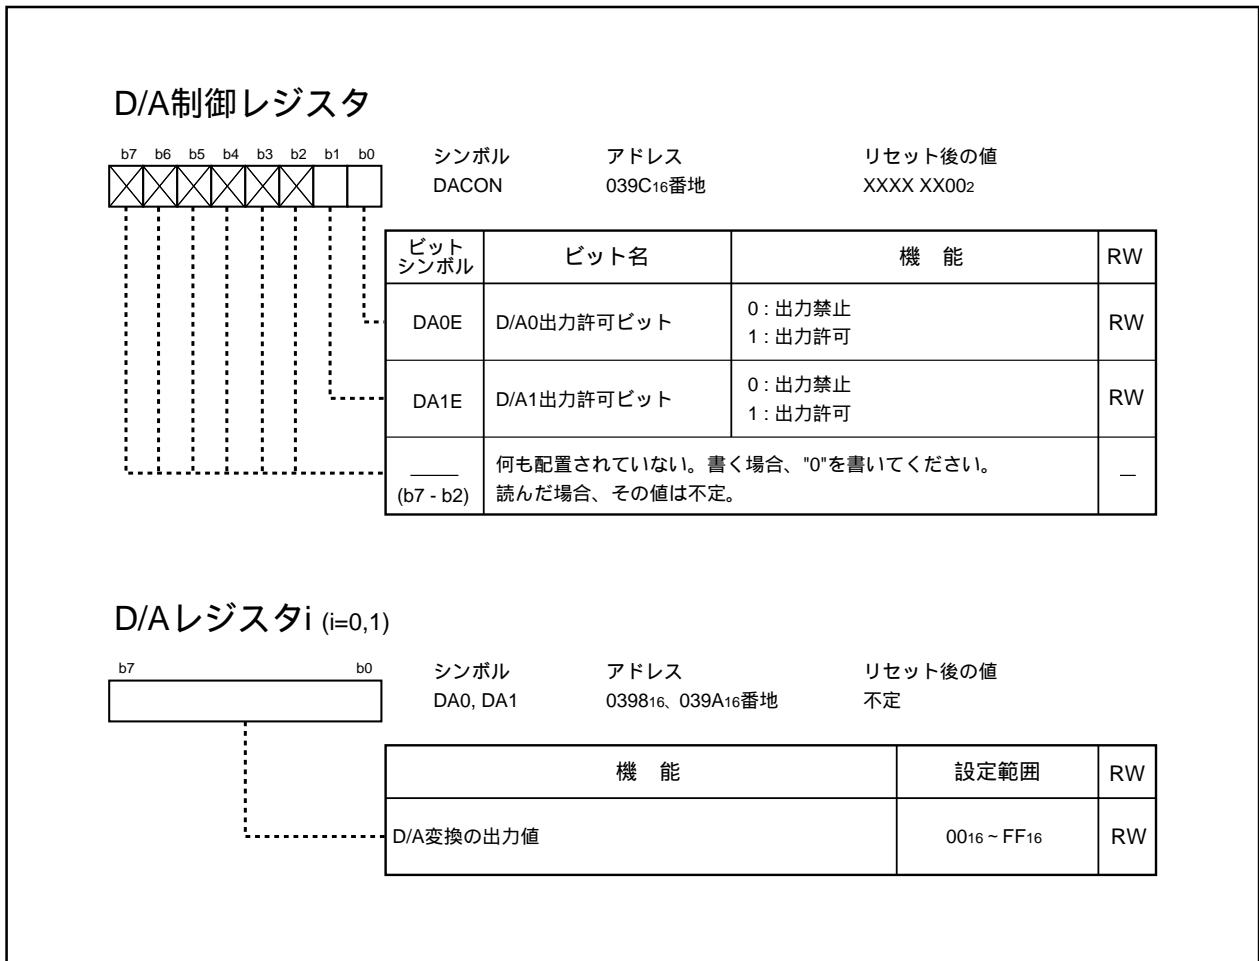 D/A制御レジスタ
b7 b6 b5 b4 b3 b2 b1 b0
シンボル アドレス リセット後の値
DACON 039C16番地 XXXX XX002
ビット
シンボル
ビット名 機 能 RW
DA0E D/A0出力許可ビット
0 : 出力禁止
1 : 出力許可
RW
DA1E D/A1出力許可ビット
0 : 出力禁止
1 : 出力許可
RW
(b7 - b2)
何も配置されていない。書く場合、"0"を書いてください。
読んだ場合、その値は不定。
—
D/Aレジスタi (i=0,1)
b7 b0
シンボル アドレス リセット後の値
DA0, DA1 039816、039A16番地 不定
機 能 設定範囲 RW
D/A変換の出力値 0016 ~ FF16 RW